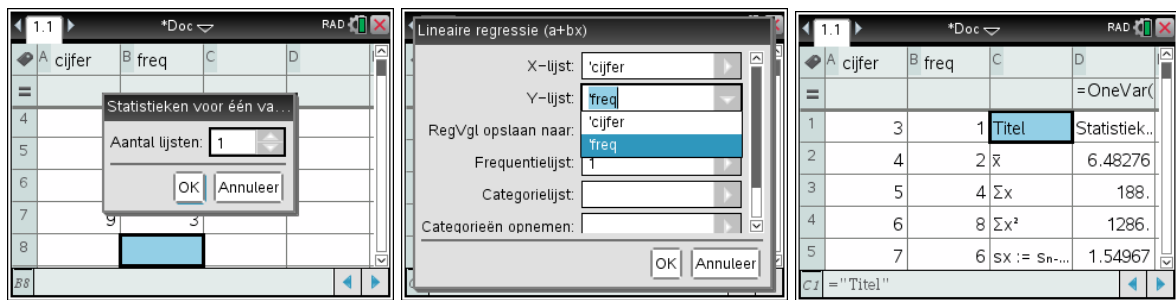 1.1 *Doc RAD
A cijfer B freq C D
=
4
Statistieken voor één va...
5
Aantal lijsten: 1
6
OK Annuleer
7 9 3
8
B8
Lineaire regressie (a+bx)
X-lijst: 'cijfer
Y-lijst: 'freq
'cijfer
RegVgl opslaan naar: 'freq
Frequentielijst: 1
Categorielijst:
Categorieën opnemen:
OK Annuleer
1.1 *Doc RAD
A cijfer B freq C D
= =OneVar(
1 3 1 Titel Statistiek..
2 4 2 x̄ 6.48276
3 5 4 Σx 188.
4 6 8 Σx² 1286.
5 7 6 sx := sn-... 1.54967
C1 ="Titel"